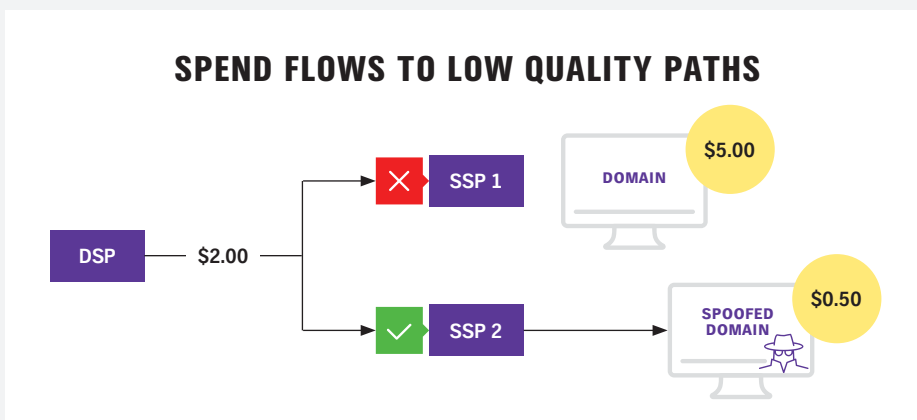 SPEND FLOWS TO LOW QUALITY PATHS
$5.00
SSP 1
DOMAIN
DSP
$2.00
$0.50
SSP 2
SPOOFED
DOMAIN